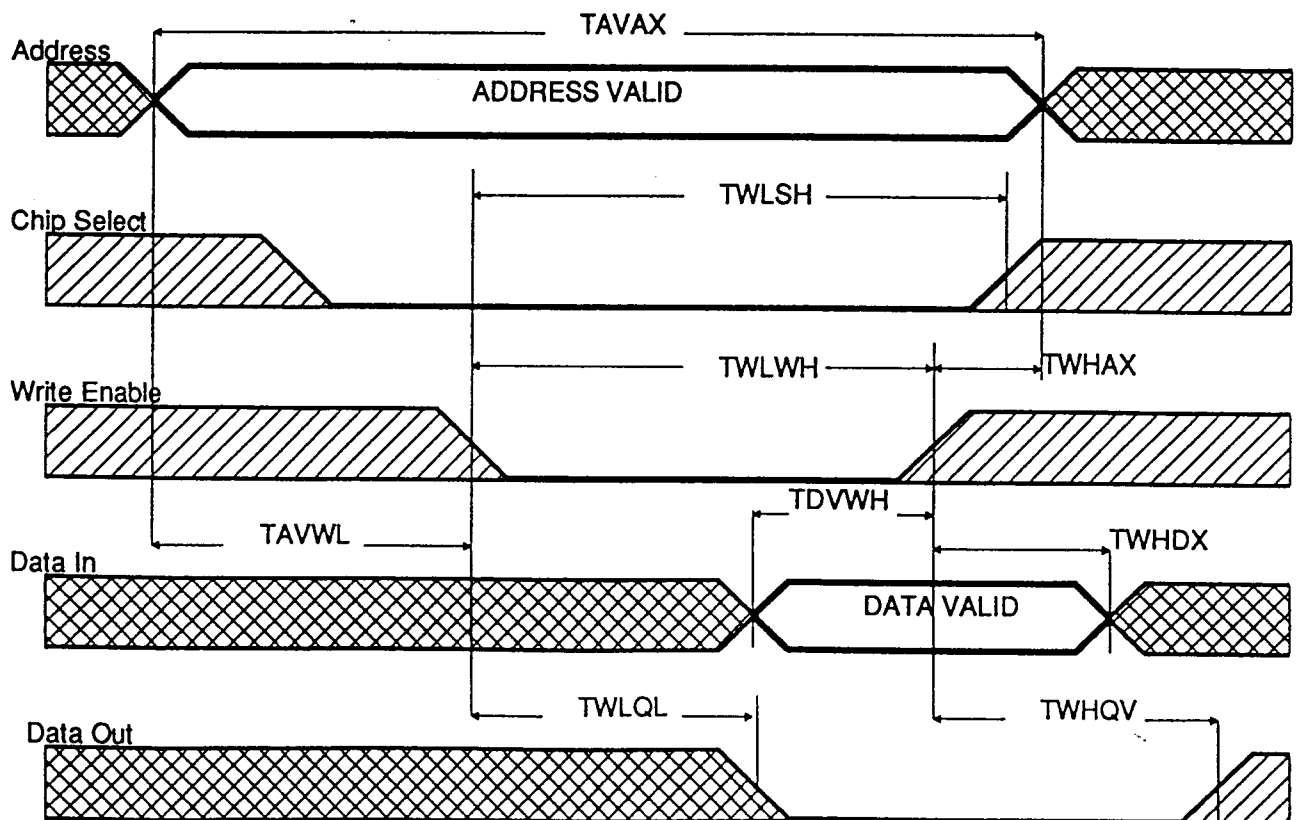 TAVAX
Address
ADDRESS VALID
TWLSH
Chip Select
TWLWH
TWHAX
Write Enable
TDVWH
TAVWL
TWHDX
Data In
DATA VALID
TWLQL
TWHQV
Data Out